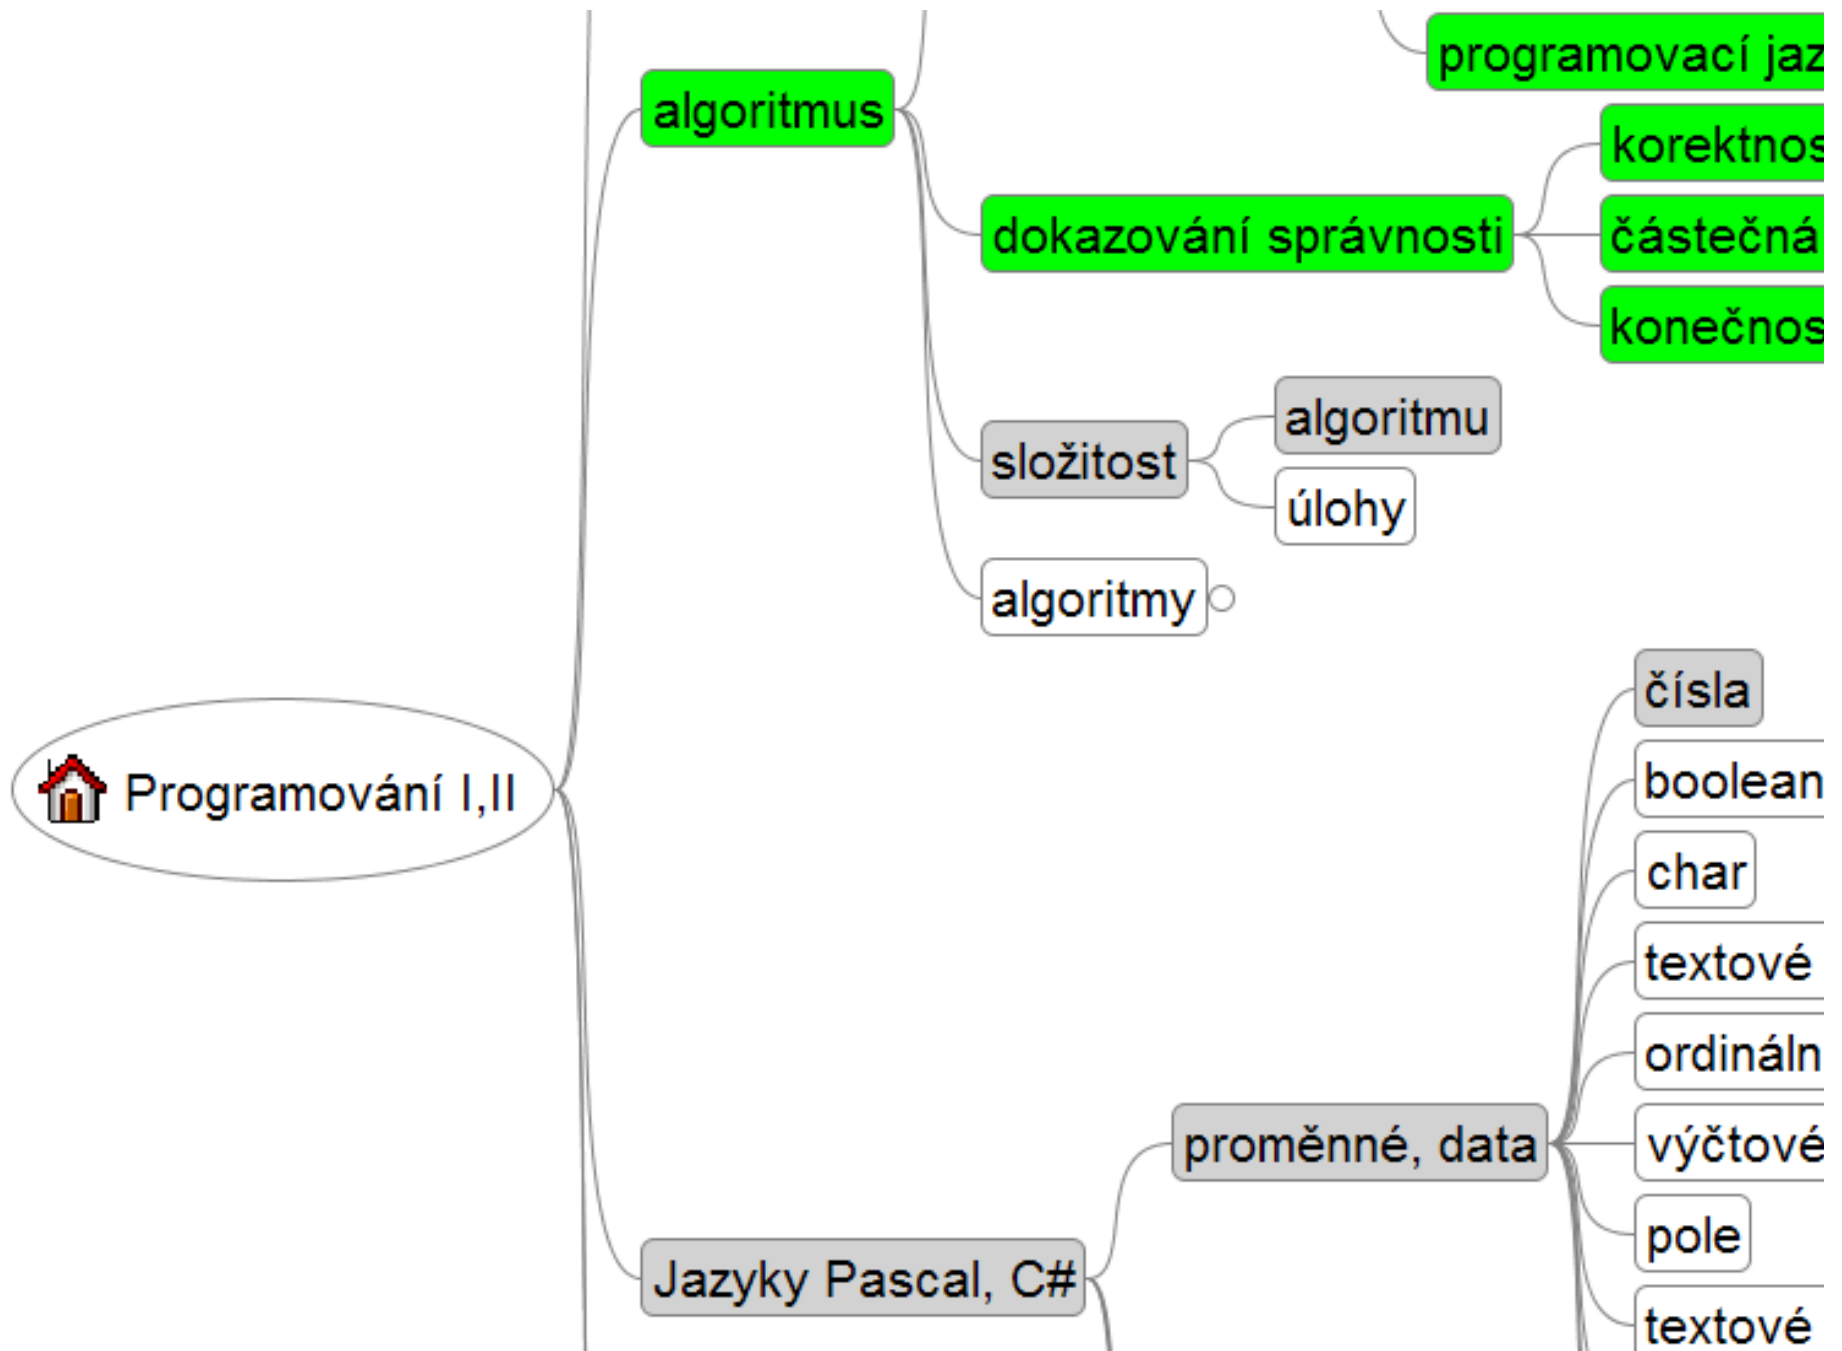 programovací jaz
algoritmus
korektnos
dokazování správnosti
částečná
konečnos
algoritmu
složitost
úlohy
algoritmy
čísla
boolean
Programování I,II
char
textové
ordináln
proměnné, data
výčtové
pole
Jazyky Pascal, C#
textové